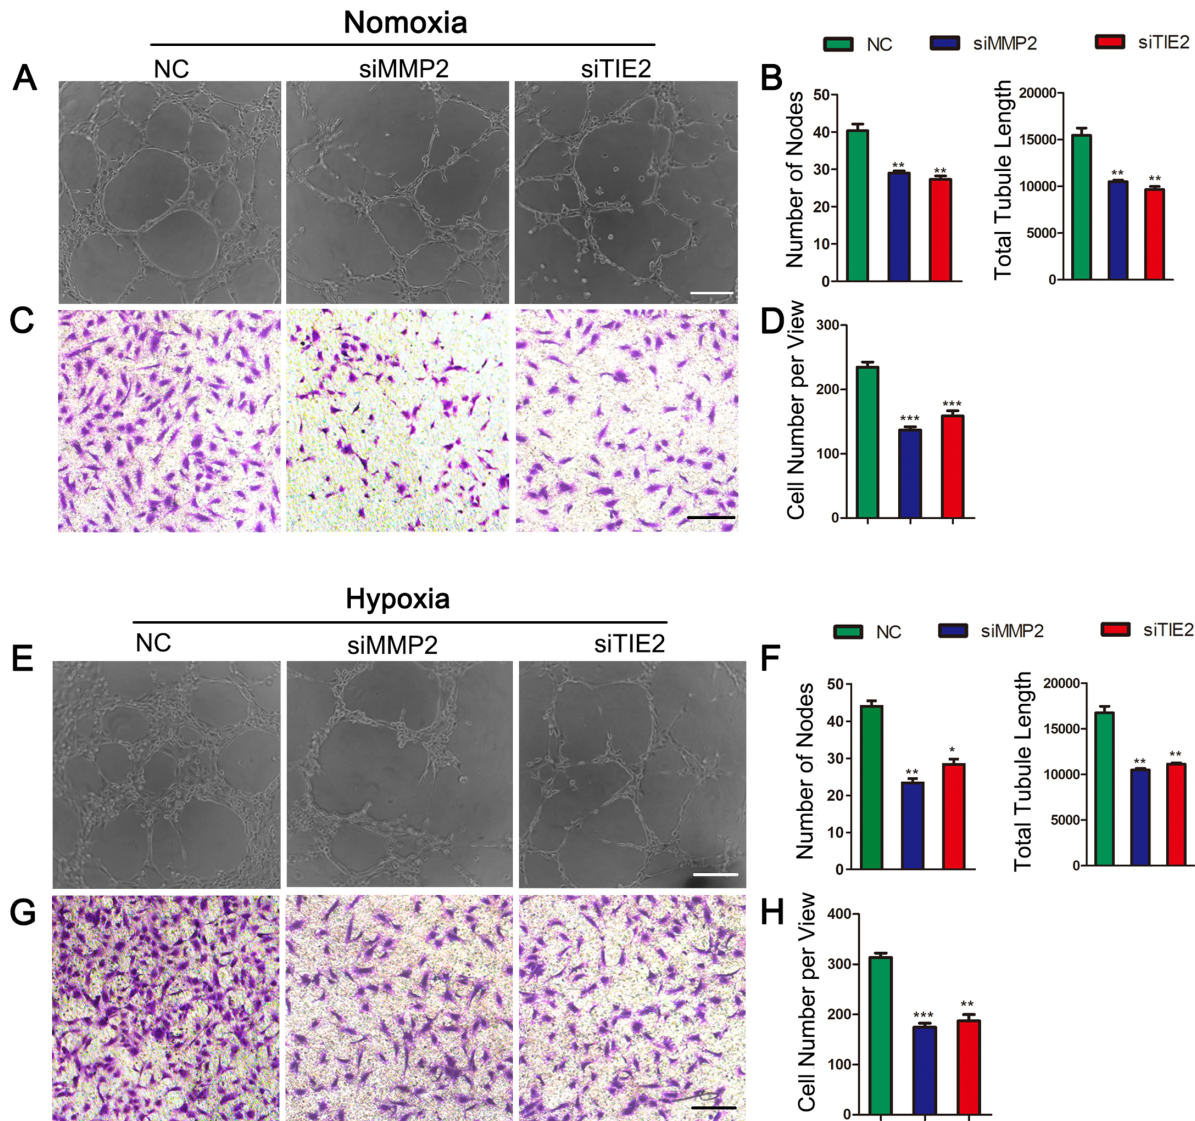 Nomoxia
NC siMMP2 siTIE2
A
B
NC siMMP2 siTIE2
Number of Nodes
50
40
30
20
10
0
** **
Total Tubule Length
20000
15000
10000
5000
0
** **
C
D
Cell Number per View
300
200
100
0
*** ***
Hypoxia
NC siMMP2 siTIE2
E
F
NC siMMP2 siTIE2
Number of Nodes
50
40
30
20
10
0
** *
Total Tubule Length
20000
15000
10000
5000
0
** **
G
H
Cell Number per View
400
300
200
100
0
*** **